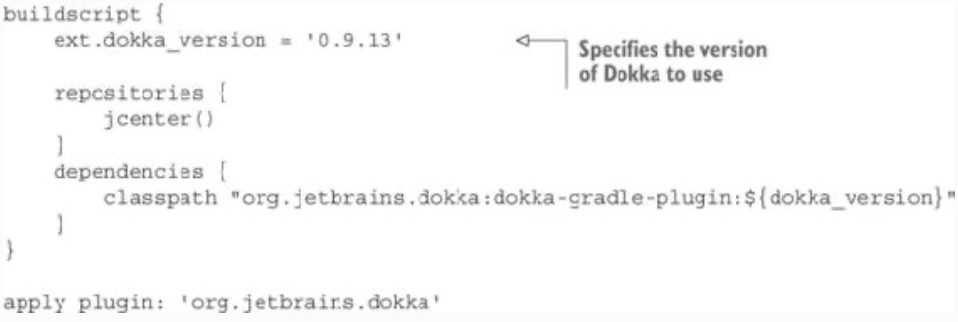 buildscript {
    ext.dokka_version = '0.9.13'
Specifies the version
of Dokka to use
    repositories {
        jcenter()
    }
    dependencies {
        classpath "org.jetbrains.dokka:dokka-gradle-plugin:${dokka_version}"
    }
}
apply plugin: 'org.jetbrains.dokka'